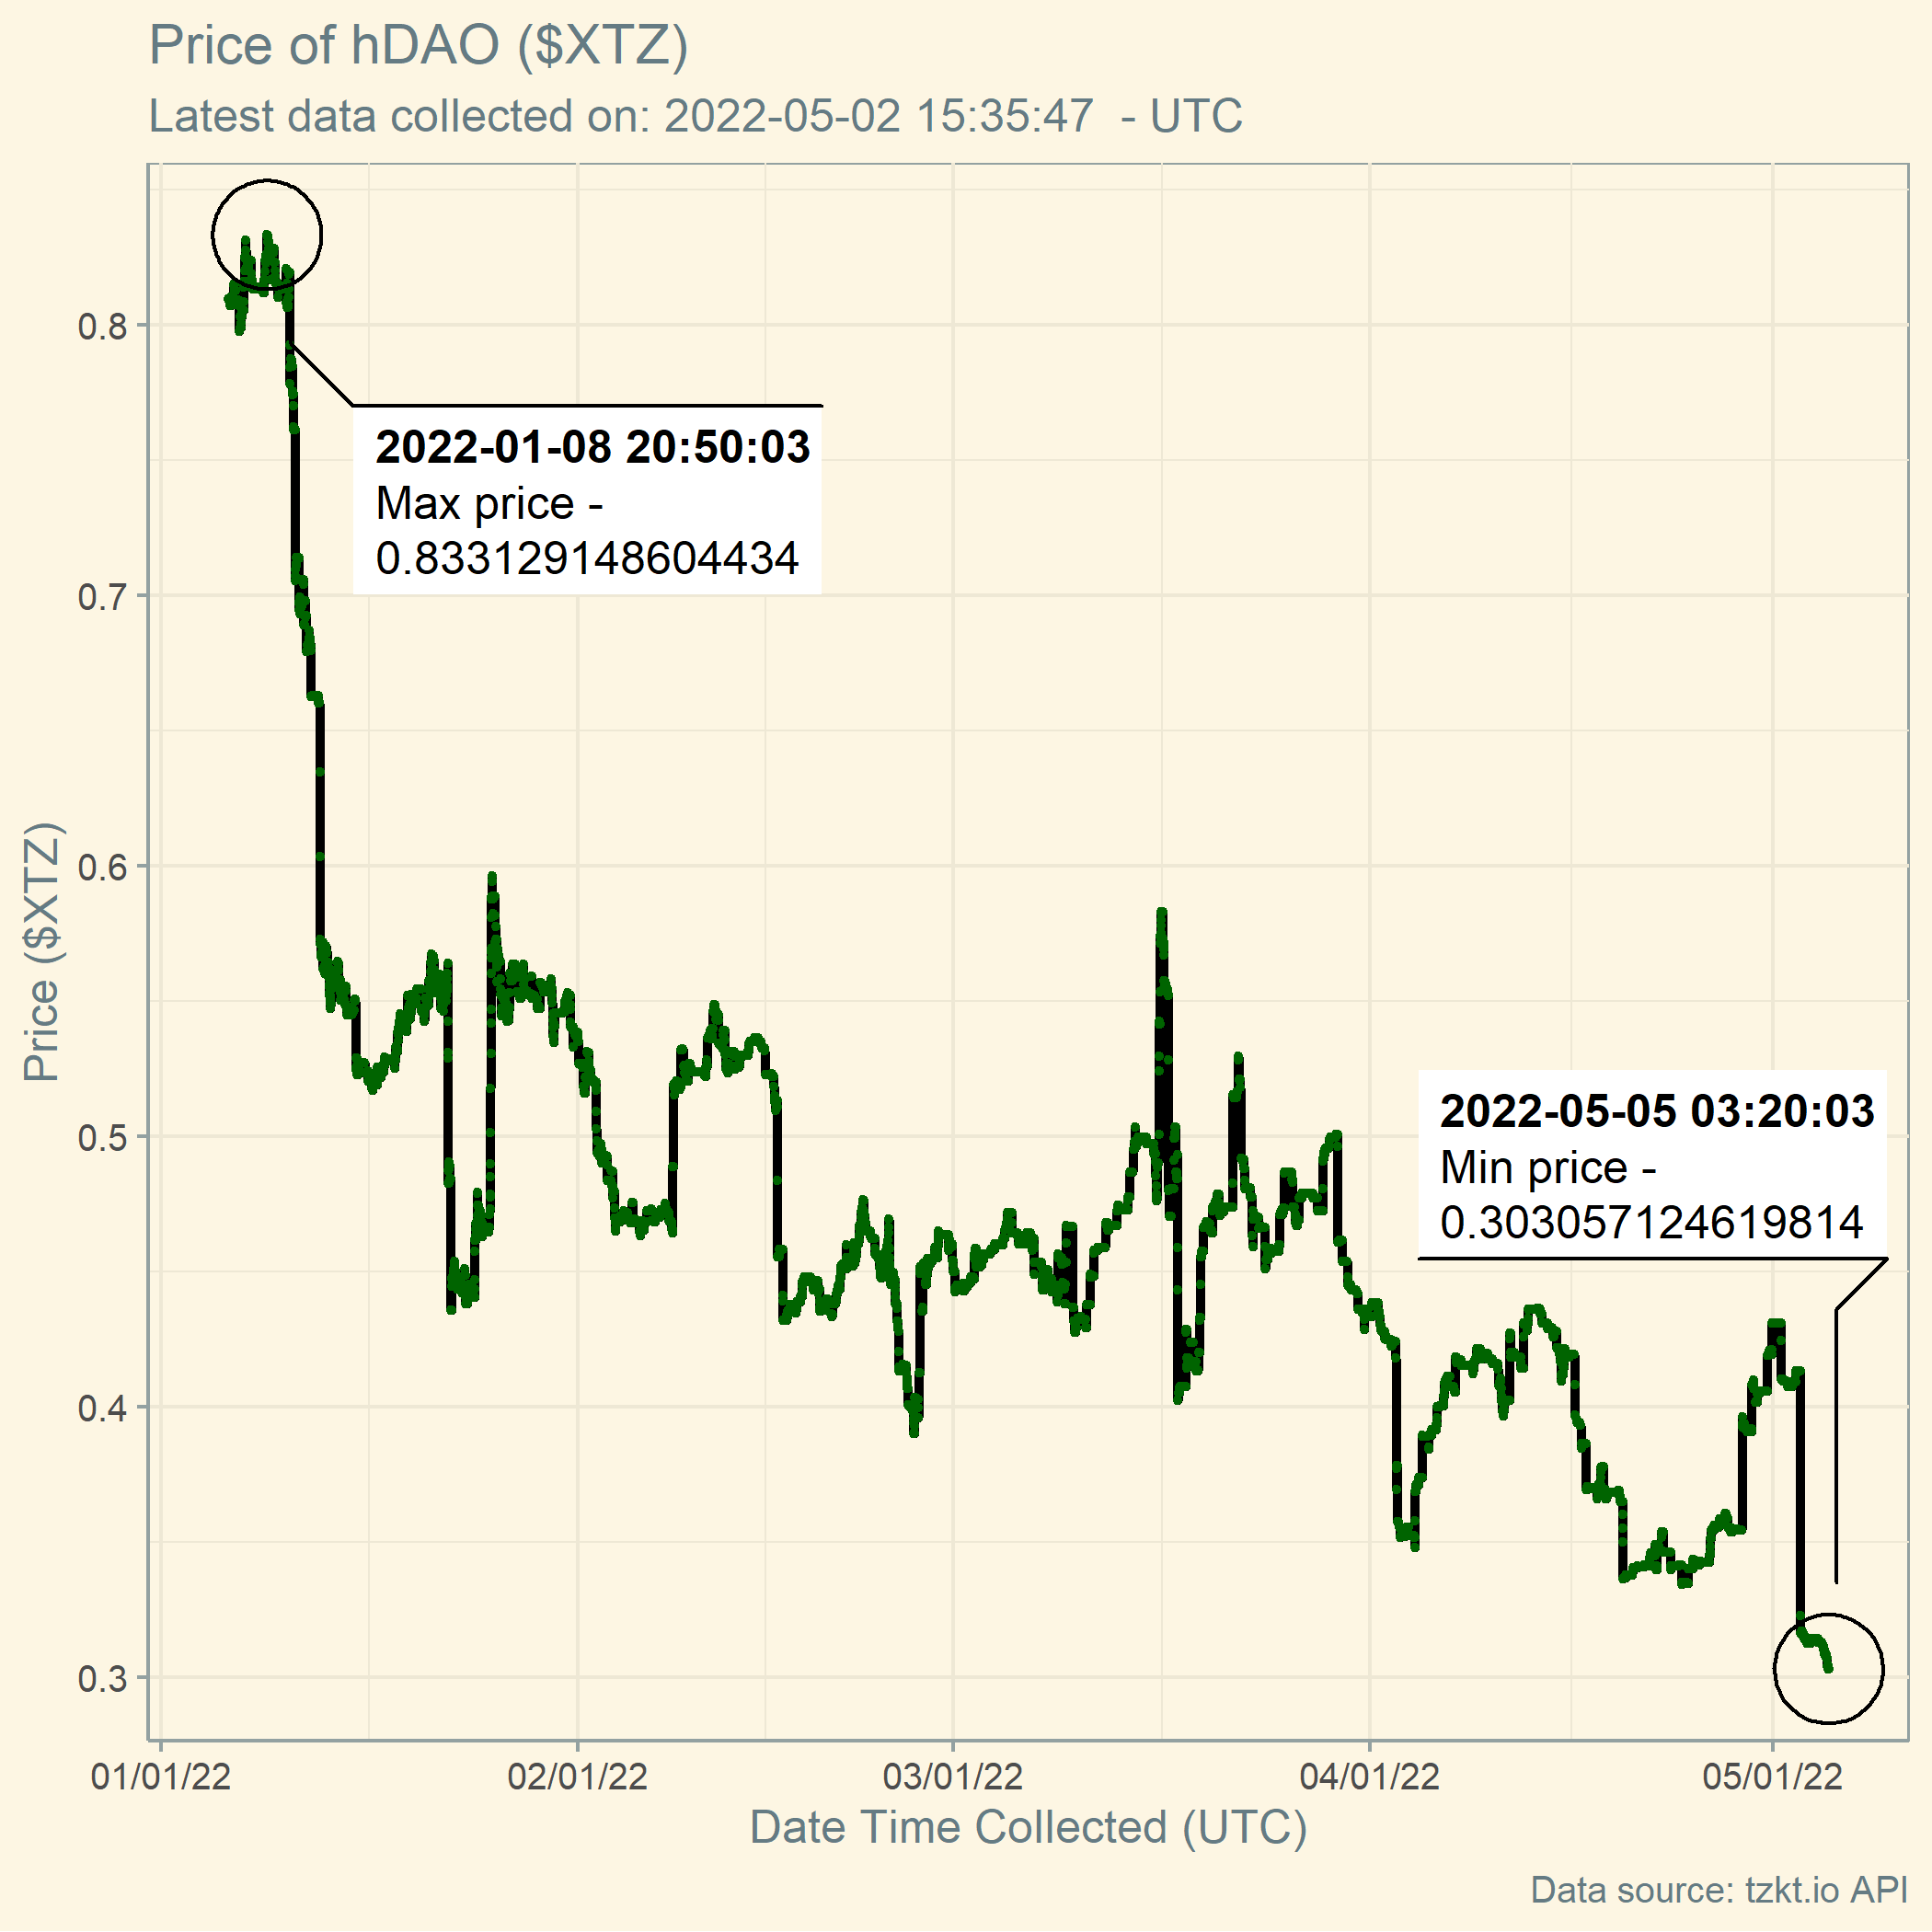 Price of hDAO ($XTZ)
Latest data collected on: 2022-05-02 15:35:47  - UTC
0.8
0.7
0.6
0.5
0.4
0.3
Price ($XTZ)
2022-01-08 20:50:03
Max price -
0.833129148604434
2022-05-05 03:20:03
Min price -
0.303057124619814
01/01/22
02/01/22
03/01/22
04/01/22
05/01/22
Date Time Collected (UTC)
Data source: tzkt.io API